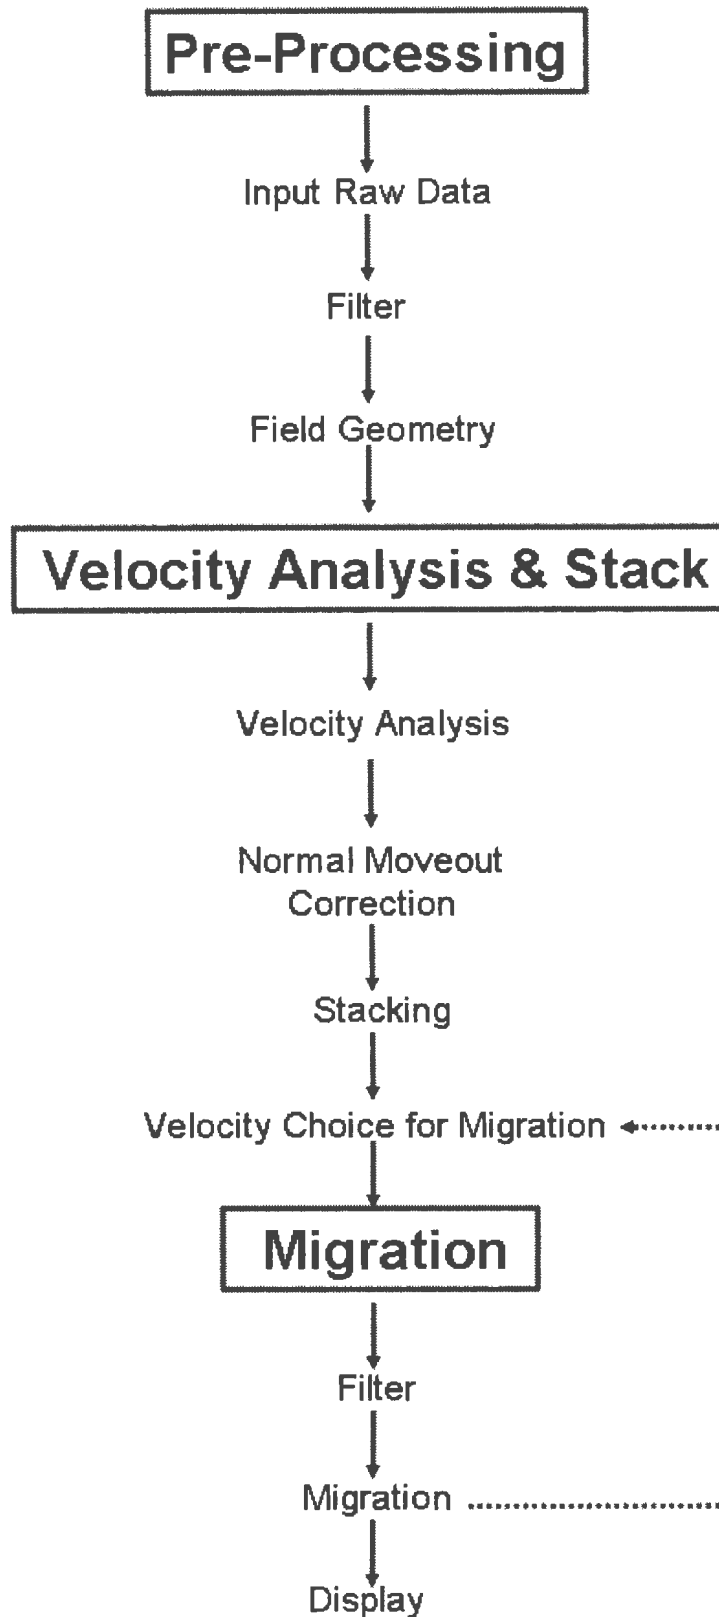 Pre-Processing
Input Raw Data
Filter
Field Geometry
Velocity Analysis & Stack
Velocity Analysis
Normal Moveout
Correction
Stacking
Velocity Choice for Migration
Migration
Filter
Migration
Display